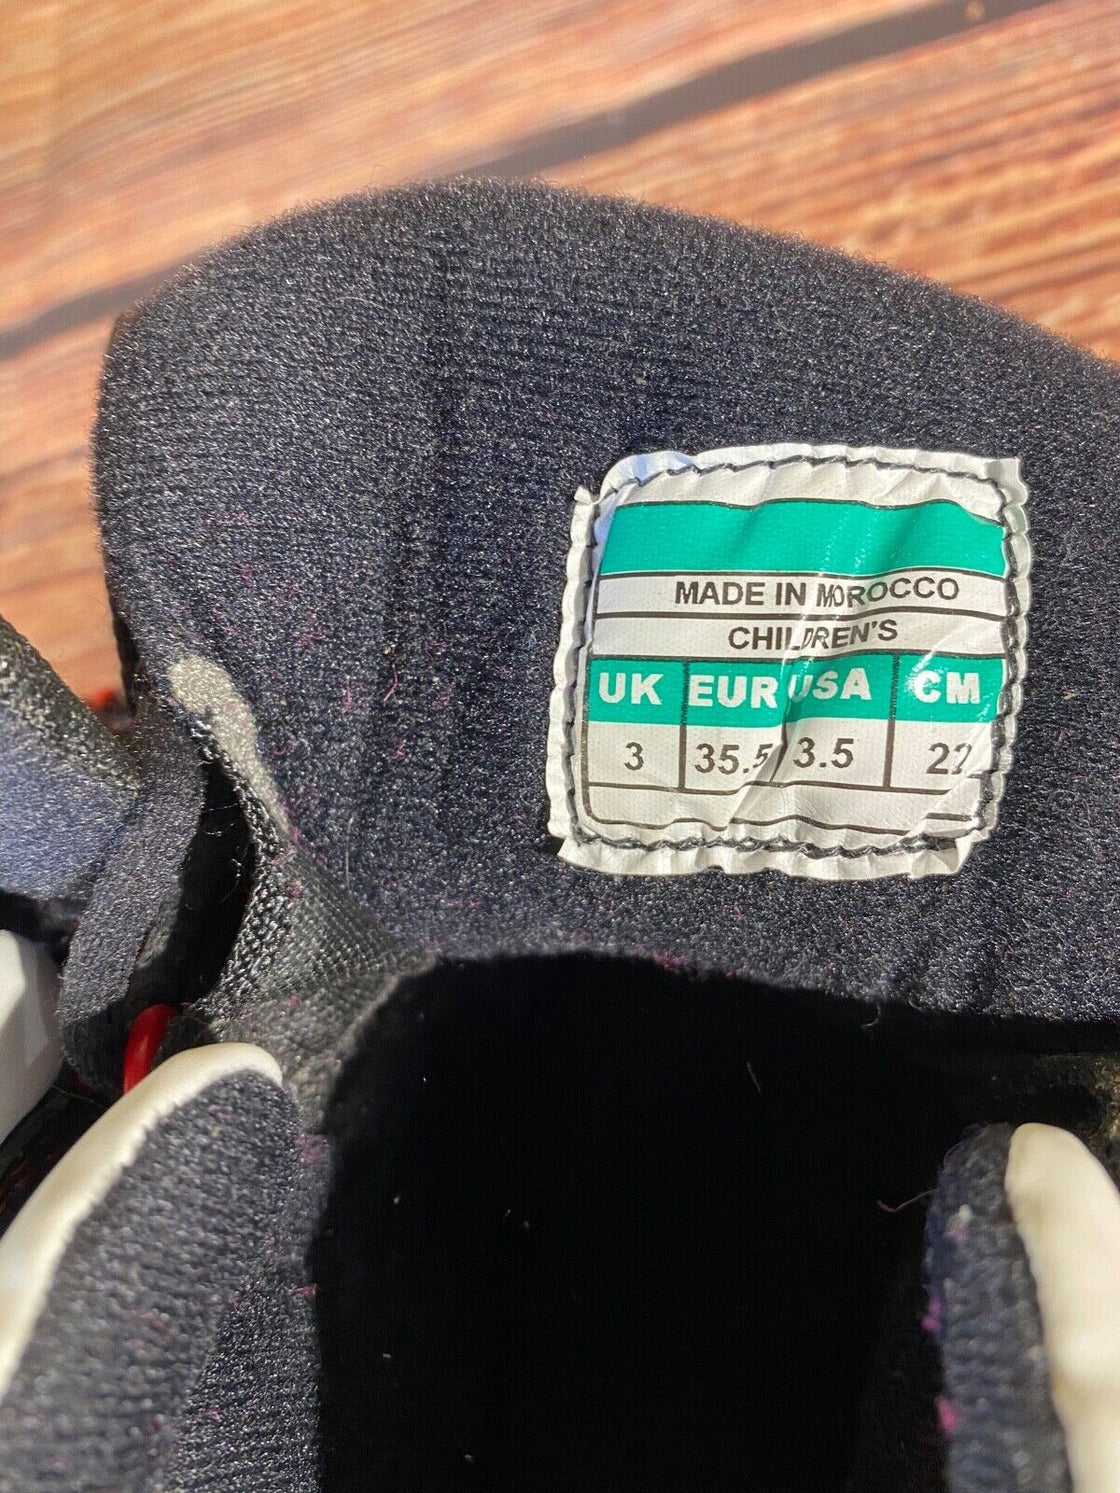 MADE IN MOROCCO
CHILDREN'S
UK EUR USA CM
3 35.5 3.5 22